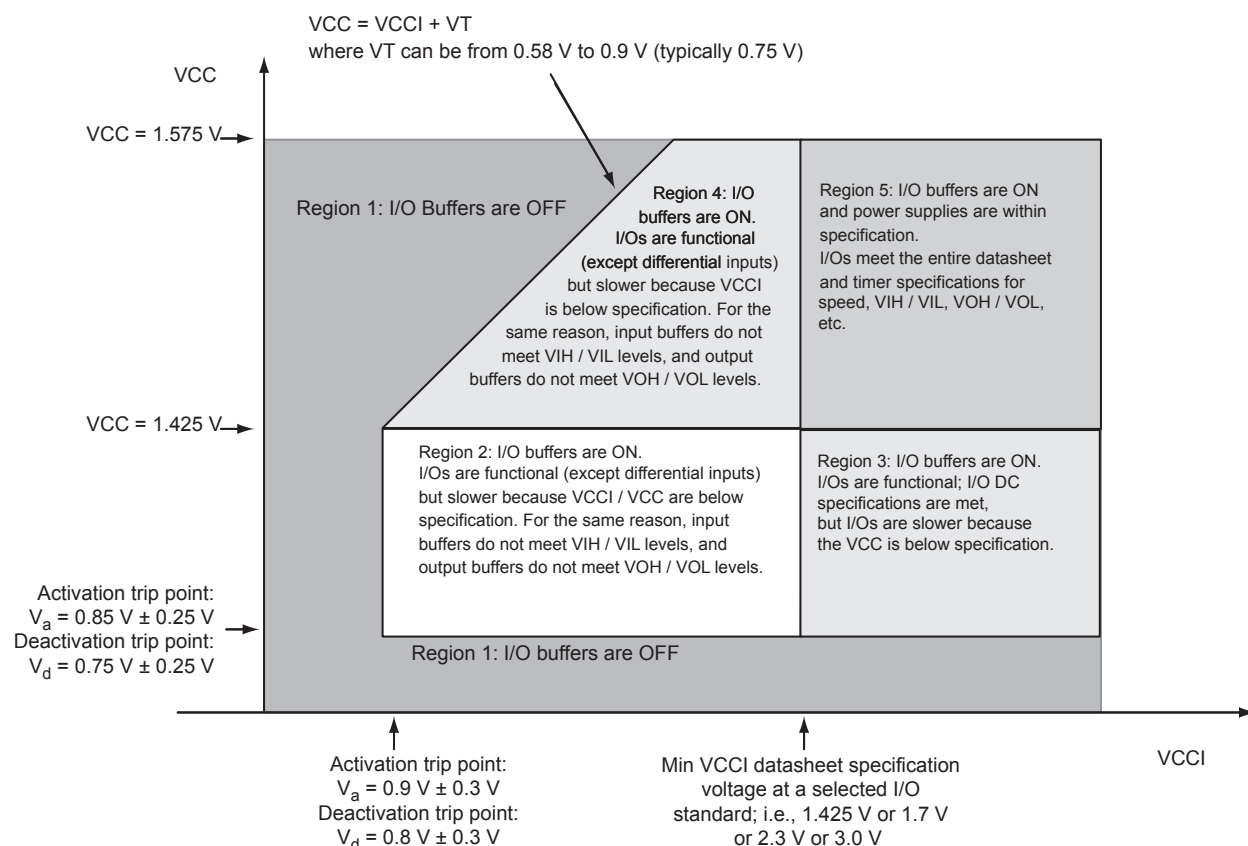 VCC = VCCI + VT
where VT can be from 0.58 V to 0.9 V (typically 0.75 V)
VCC
VCC = 1.575 V
Region 1: I/O Buffers are OFF
Region 4: I/O
buffers are ON.
I/Os are functional
(except differential inputs)
but slower because VCCI
is below specification. For the
same reason, input buffers do not
meet VIH / VIL levels, and output
buffers do not meet VOH / VOL levels.
Region 5: I/O buffers are ON
and power supplies are within
specification.
I/Os meet the entire datasheet
and timer specifications for
speed, VIH / VIL, VOH / VOL,
etc.
VCC = 1.425 V
Region 2: I/O buffers are ON.
I/Os are functional (except differential inputs)
but slower because VCCI / VCC are below
specification. For the same reason, input
buffers do not meet VIH / VIL levels, and
output buffers do not meet VOH / VOL levels.
Region 3: I/O buffers are ON.
I/Os are functional; I/O DC
specifications are met,
but I/Os are slower because
the VCC is below specification.
Activation trip point:
Va = 0.85 V ± 0.25 V
Deactivation trip point:
Vd = 0.75 V ± 0.25 V
Region 1: I/O buffers are OFF
VCCI
Activation trip point:
Va = 0.9 V ± 0.3 V
Deactivation trip point:
Vd = 0.8 V ± 0.3 V
Min VCCI datasheet specification
voltage at a selected I/O
standard; i.e., 1.425 V or 1.7 V
or 2.3 V or 3.0 V